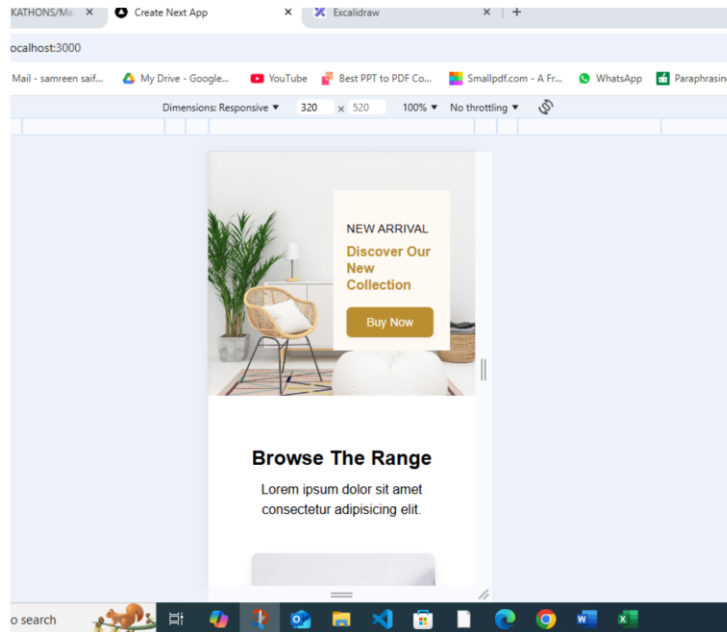 KATHONS/Ma × Create Next App × Excalidraw × +
ocalhost:3000
Mail - samreen saif... My Drive - Google... YouTube Best PPT to PDF Co... Smallpdf.com - A Fr... WhatsApp Paraphrasing
Dimensions: Responsive ▼ 320 × 520 100% ▼ No throttling ▼
NEW ARRIVAL
Discover Our
New
Collection
Buy Now
Browse The Range
Lorem ipsum dolor sit amet
consectetur adipisicing elit.
o search